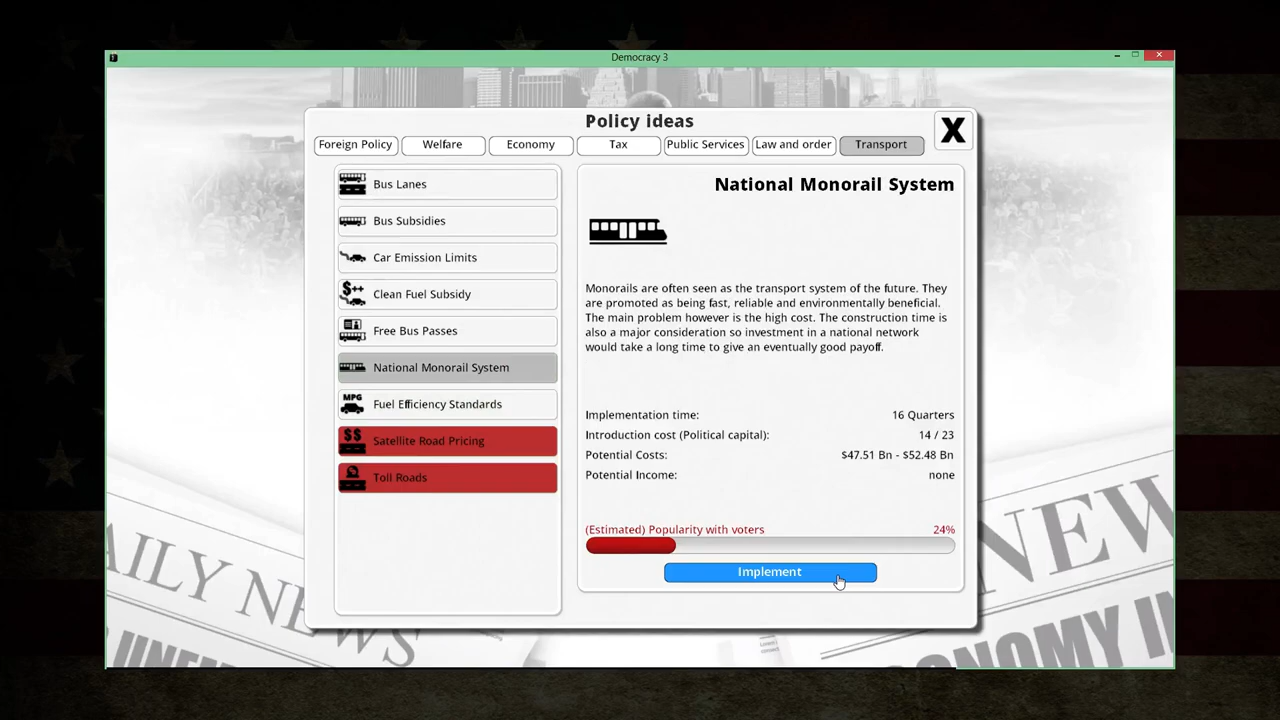 Democracy 3
Policy ideas
X
Foreign Policy
Welfare
Economy
Tax
Public Services
Law and order
Transport
Bus Lanes
Bus Subsidies
Car Emission Limits
$++
Clean Fuel Subsidy
Free Bus Passes
National Monorail System
MPG
Fuel Efficiency Standards
$$
Satellite Road Pricing
Toll Roads
National Monorail System
Monorails are often seen as the transport system of the future. They
are promoted as being fast, reliable and environmentally beneficial.
The main problem however is the high cost. The construction time is
also a major consideration so investment in a national network
would take a long time to give an eventually good payoff.
Implementation time: 16 Quarters
Introduction cost (Political capital): 14 / 23
Potential Costs: $47.51 Bn - $52.48 Bn
Potential Income: none
(Estimated) Popularity with voters 24%
Implement
AILY NEWS
NEW